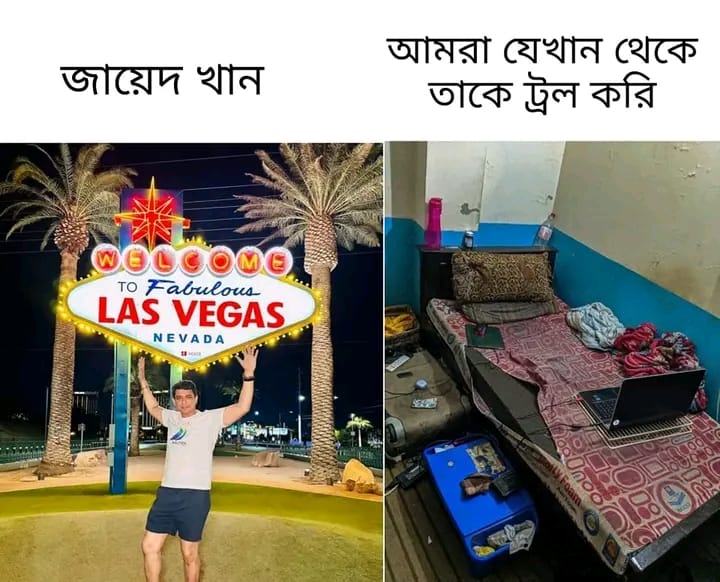 জায়েদ খান
আমরা যেখান থেকে
তাকে ট্রল করি
WELCOME
TO Fabulous
LAS VEGAS
NEVADA